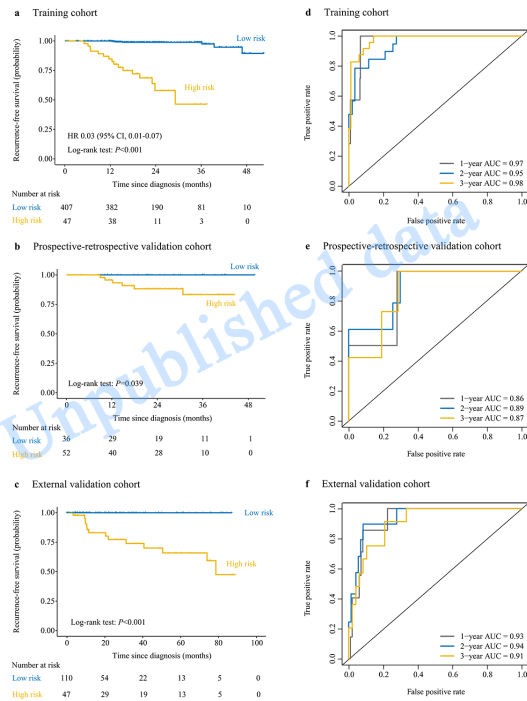 a Training cohort
Recurrence-free survival (probability)
1.00
0.75
0.50
0.25
0.00
Low risk
High risk
HR 0.03 (95% CI, 0.01-0.07)
Log-rank test: P<0.001
0 12 24 36 48
Time since diagnosis (months)
Number at risk
Low risk 407 382 190 81 10
High risk 47 38 11 3 0
b Prospective-retrospective validation cohort
Recurrence-free survival (probability)
1.00
0.75
0.50
0.25
0.00
Low risk
High risk
Log-rank test: P=0.039
0 12 24 36 48
Time since diagnosis (months)
Number at risk
Low risk 36 29 19 11 1
High risk 52 40 28 10 0
c External validation cohort
Recurrence-free survival (probability)
1.00
0.75
0.50
0.25
0.00
Low risk
High risk
Log-rank test: P<0.001
0 20 40 60 80 100
Time since diagnosis (months)
Number at risk
Low risk 110 54 22 13 5 0
High risk 47 29 19 13 5 0
d Training cohort
True positive rate
1.0
0.8
0.6
0.4
0.2
0.0
1-year AUC = 0.97
2-year AUC = 0.95
3-year AUC = 0.98
0.0 0.2 0.4 0.6 0.8 1.0
False positive rate
e Prospective-retrospective validation cohort
True positive rate
1.0
0.8
0.6
0.4
0.2
0.0
1-year AUC = 0.86
2-year AUC = 0.89
3-year AUC = 0.87
0.0 0.2 0.4 0.6 0.8 1.0
False positive rate
f External validation cohort
True positive rate
1.0
0.8
0.6
0.4
0.2
0.0
1-year AUC = 0.93
2-year AUC = 0.94
3-year AUC = 0.91
0.0 0.2 0.4 0.6 0.8 1.0
False positive rate
Unpublished data